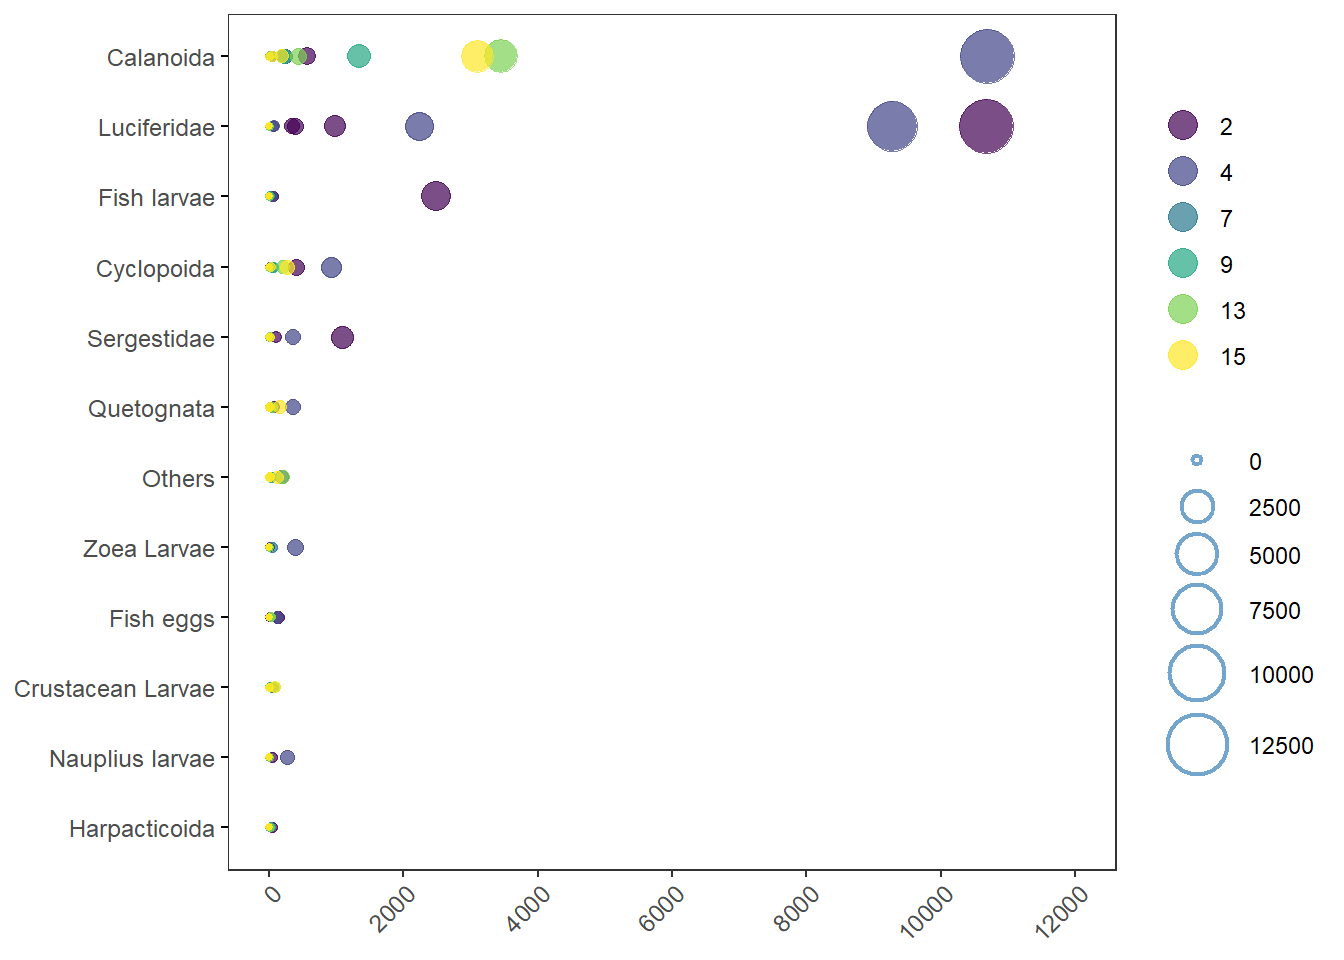 Calanoida
Luciferidae
Fish larvae
Cyclopoida
Sergestidae
Quetognata
Others
Zoea Larvae
Fish eggs
Crustacean Larvae
Nauplius larvae
Harpacticoida
0
2000
4000
6000
8000
10000
12000
2
4
7
9
13
15
0
2500
5000
7500
10000
12500